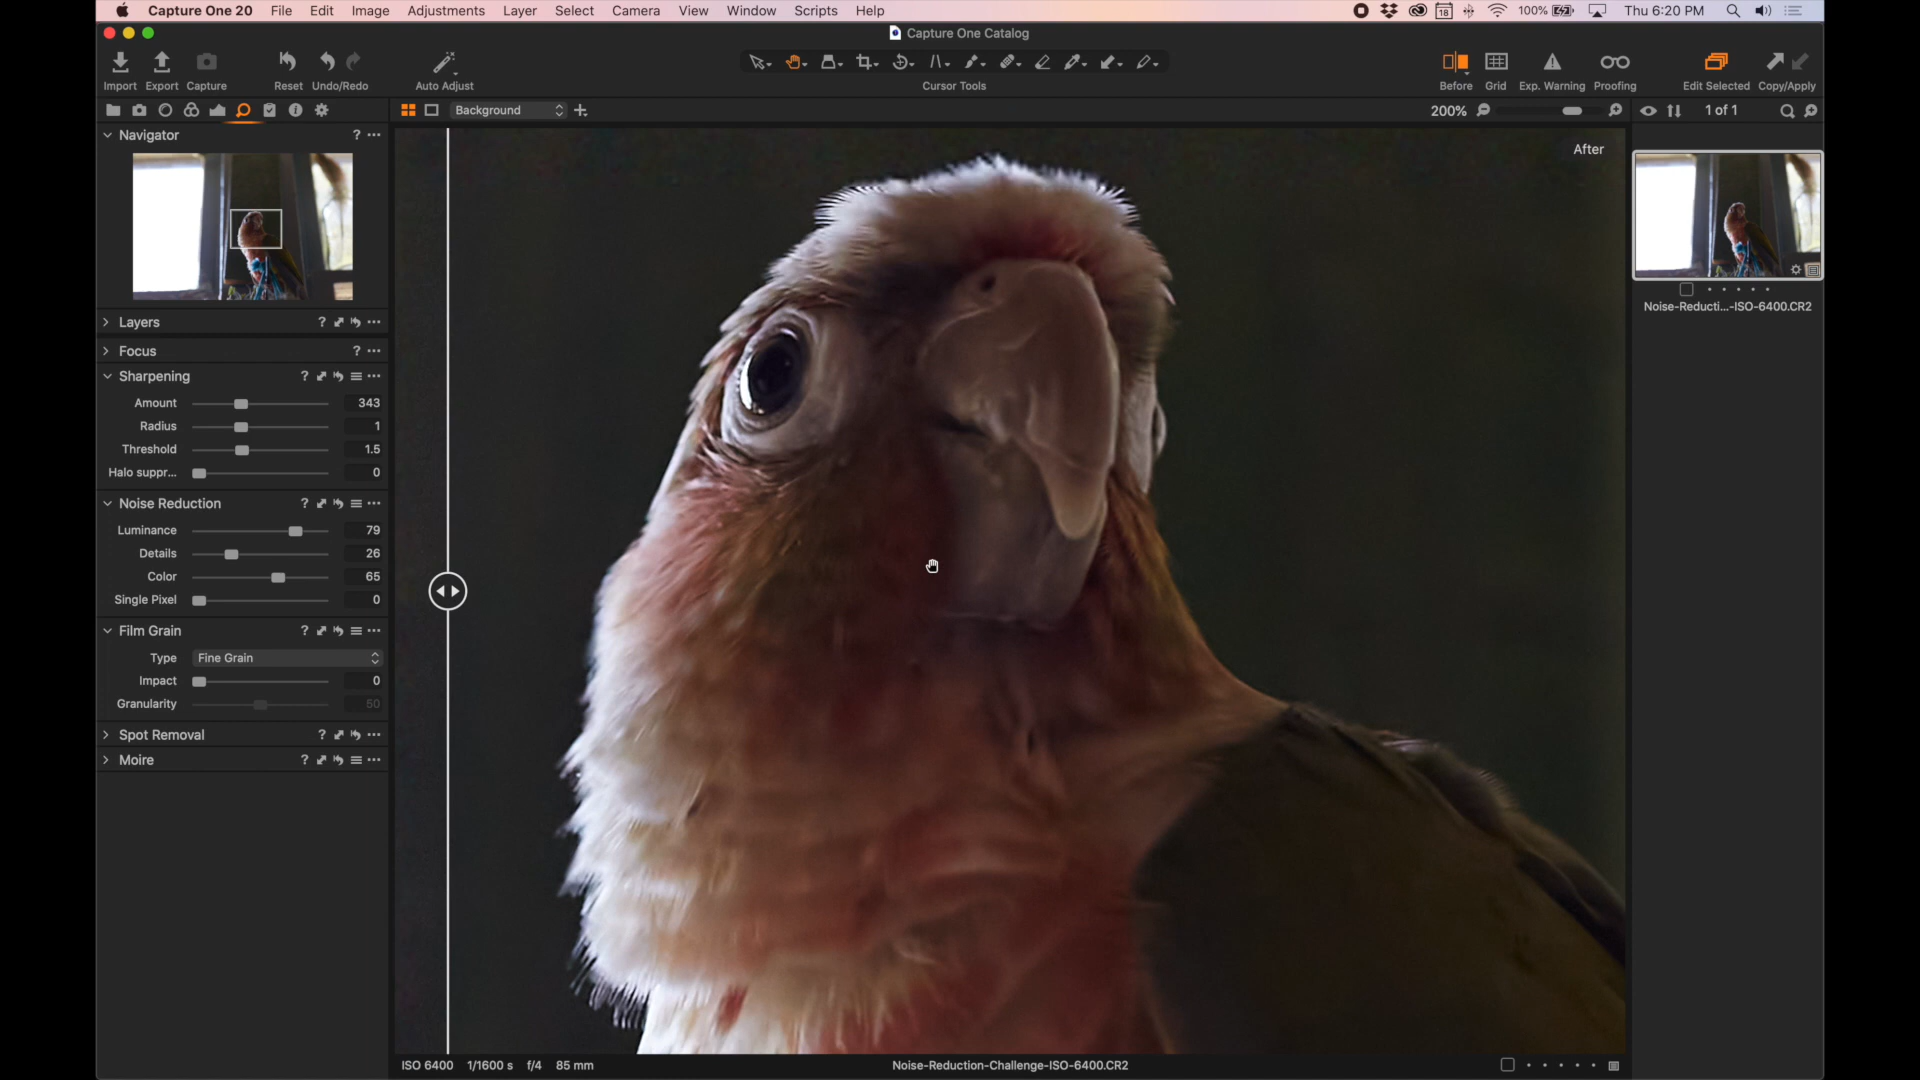 Capture One 20 File Edit Image Adjustments Layer Select Camera View Window Scripts Help 18 100% Thu 6:20 PM
Capture One Catalog
Import Export Capture Reset Undo/Redo Auto Adjust Cursor Tools Before Grid Exp. Warning Proofing Edit Selected Copy/Apply
Background 200% 1 of 1
Navigator ?
After
Noise-Reducti...-ISO-6400.CR2
Layers ?
Focus ?
Sharpening ?
Amount 343
Radius 1
Threshold 1.5
Halo suppr... 0
Noise Reduction ?
Luminance 79
Details 26
Color 65
Single Pixel 0
Film Grain ?
Type Fine Grain
Impact 0
Granularity 50
Spot Removal ?
Moire ?
ISO 6400 1/1600 s f/4 85 mm Noise-Reduction-Challenge-ISO-6400.CR2